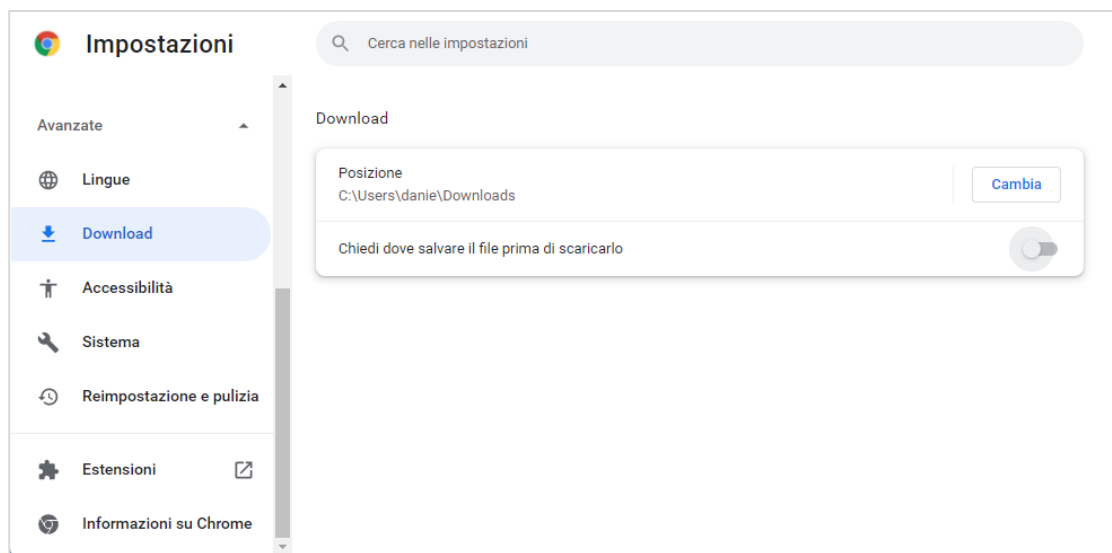 Impostazioni
Cerca nelle impostazioni
Avanzate
Lingue
Download
Accessibilità
Sistema
Reimpostazione e pulizia
Estensioni
Informazioni su Chrome
Download
Posizione
C:\Users\danie\Downloads
Cambia
Chiedi dove salvare il file prima di scaricarlo